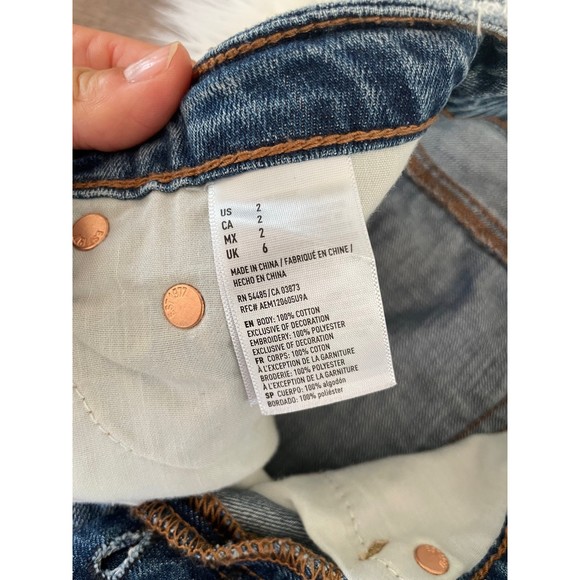 US 2
CA 2
MX 2
UK 6
MADE IN CHINA / FABRIQUÉ EN CHINE /
HECHO EN CHINA
RN 54485/CA 03873
RFC# AEM120605U9A
EN BODY: 100% COTTON
EXCLUSIVE OF DECORATION
EMBROIDERY: 100% POLYESTER
EXCLUSIVE OF DECORATION
FR CORPS: 100% COTON
À L'EXCEPTION DE LA GARNITURE
BRODERIE: 100% POLYESTER
À L'EXCEPTION DE LA GARNITURE
SP CUERPO: 100% algodón
BORDADO: 100% poliéster